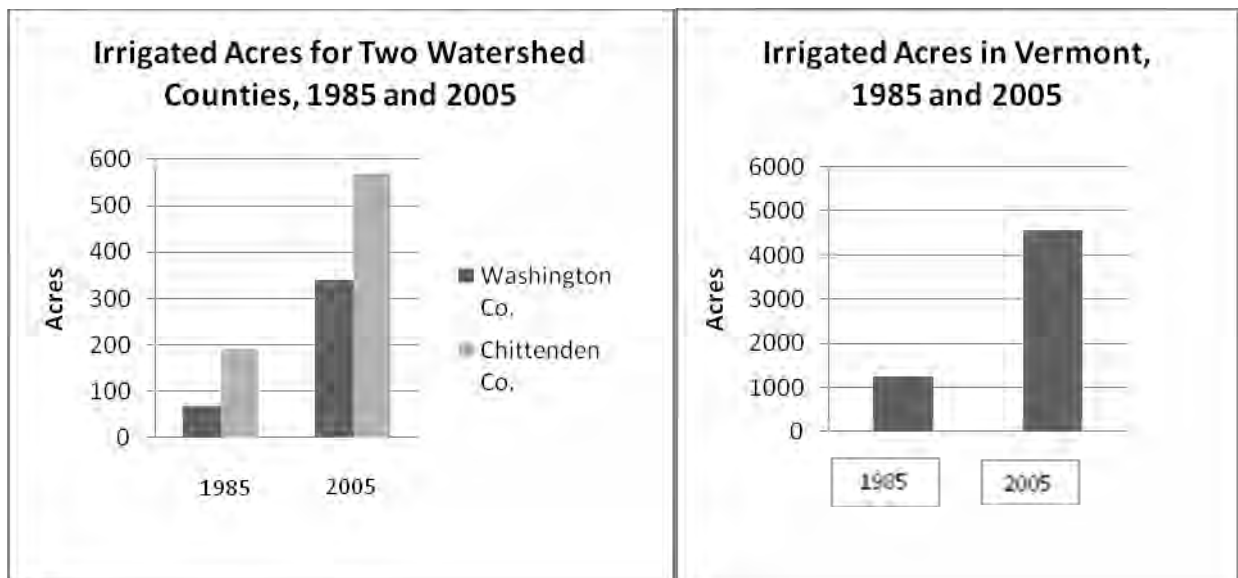 Irrigated Acres for Two Watershed
Counties, 1985 and 2005
600
500
400
300
200
100
0
Acres
1985
2005
Washington
Co.
Chittenden
Co.
Irrigated Acres in Vermont,
1985 and 2005
6000
5000
4000
3000
2000
1000
0
Acres
1985
2005